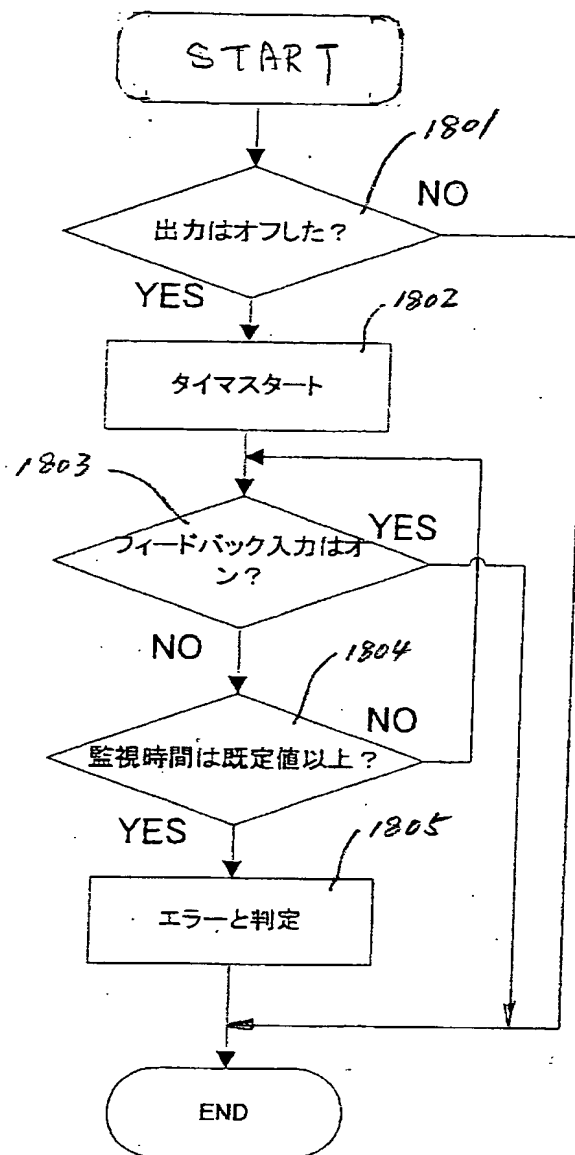 START
1801
NO
出力はオフした？
YES
1802
タイマスタート
1803
YES
フィードバック入力はオ
ン？
NO
1804
NO
監視時間は既定値以上？
YES
1805
エラーと判定
END